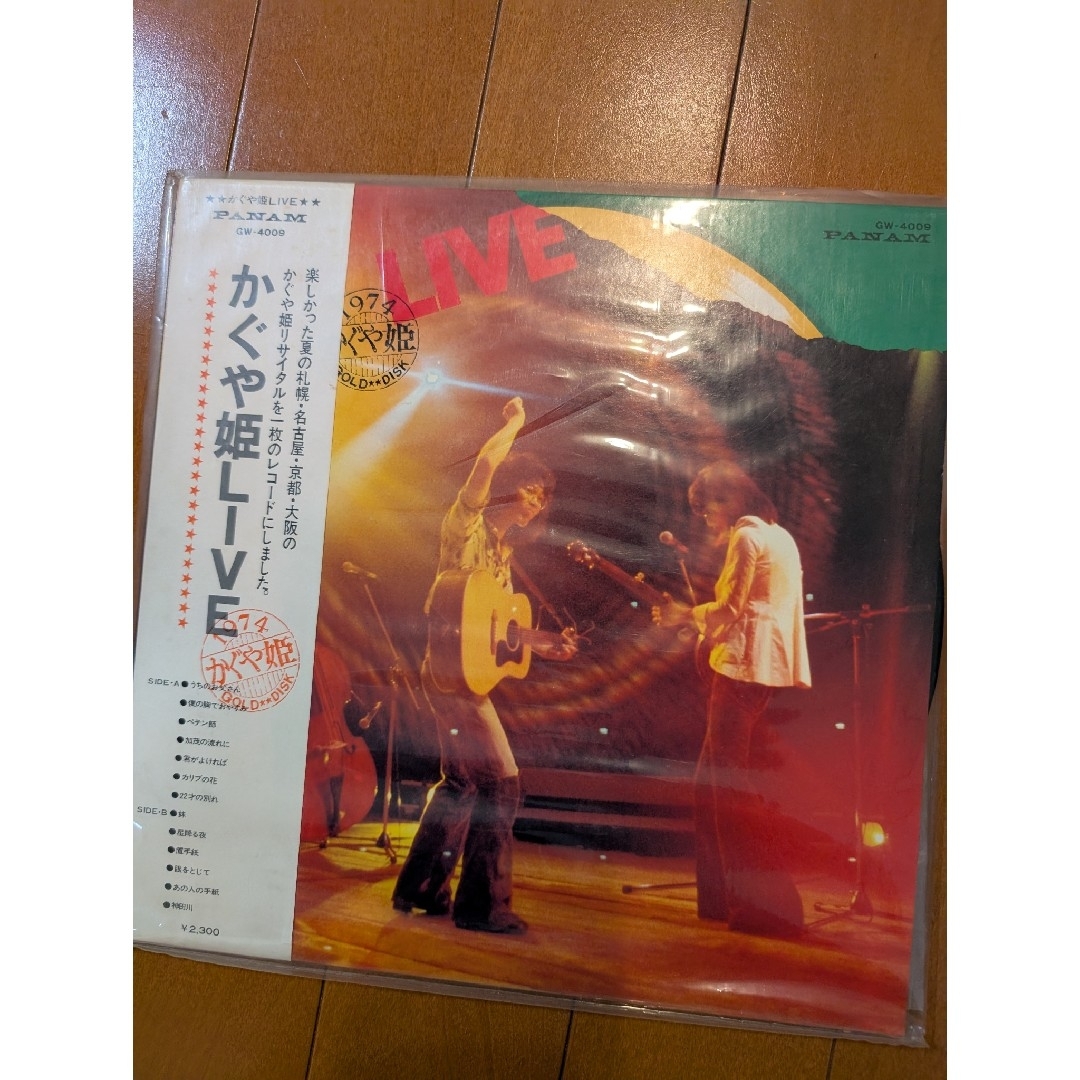 ★★かぐや姫LIVE★★
PANAM
GW-4009
楽しかった夏の札幌・名古屋・京都・大阪の
かぐや姫リサイタルを一枚のレコードにしました。
かぐや姫LIVE
1974
かぐや姫
GOLD★★DISK
SIDE・A●うちのお父さん
●僕の胸でおやすみ
●ペテン師
●加茂の流れに
●君がよければ
●カリブの花
●22才の別れ
SIDE・B●妹
●星降る夜
●置手紙
●眼をとじて
●あの人の手紙
●神田川
¥2,300
LIVE
1974
かぐや姫
GOLD★★DISK
GW-4009
PANAM